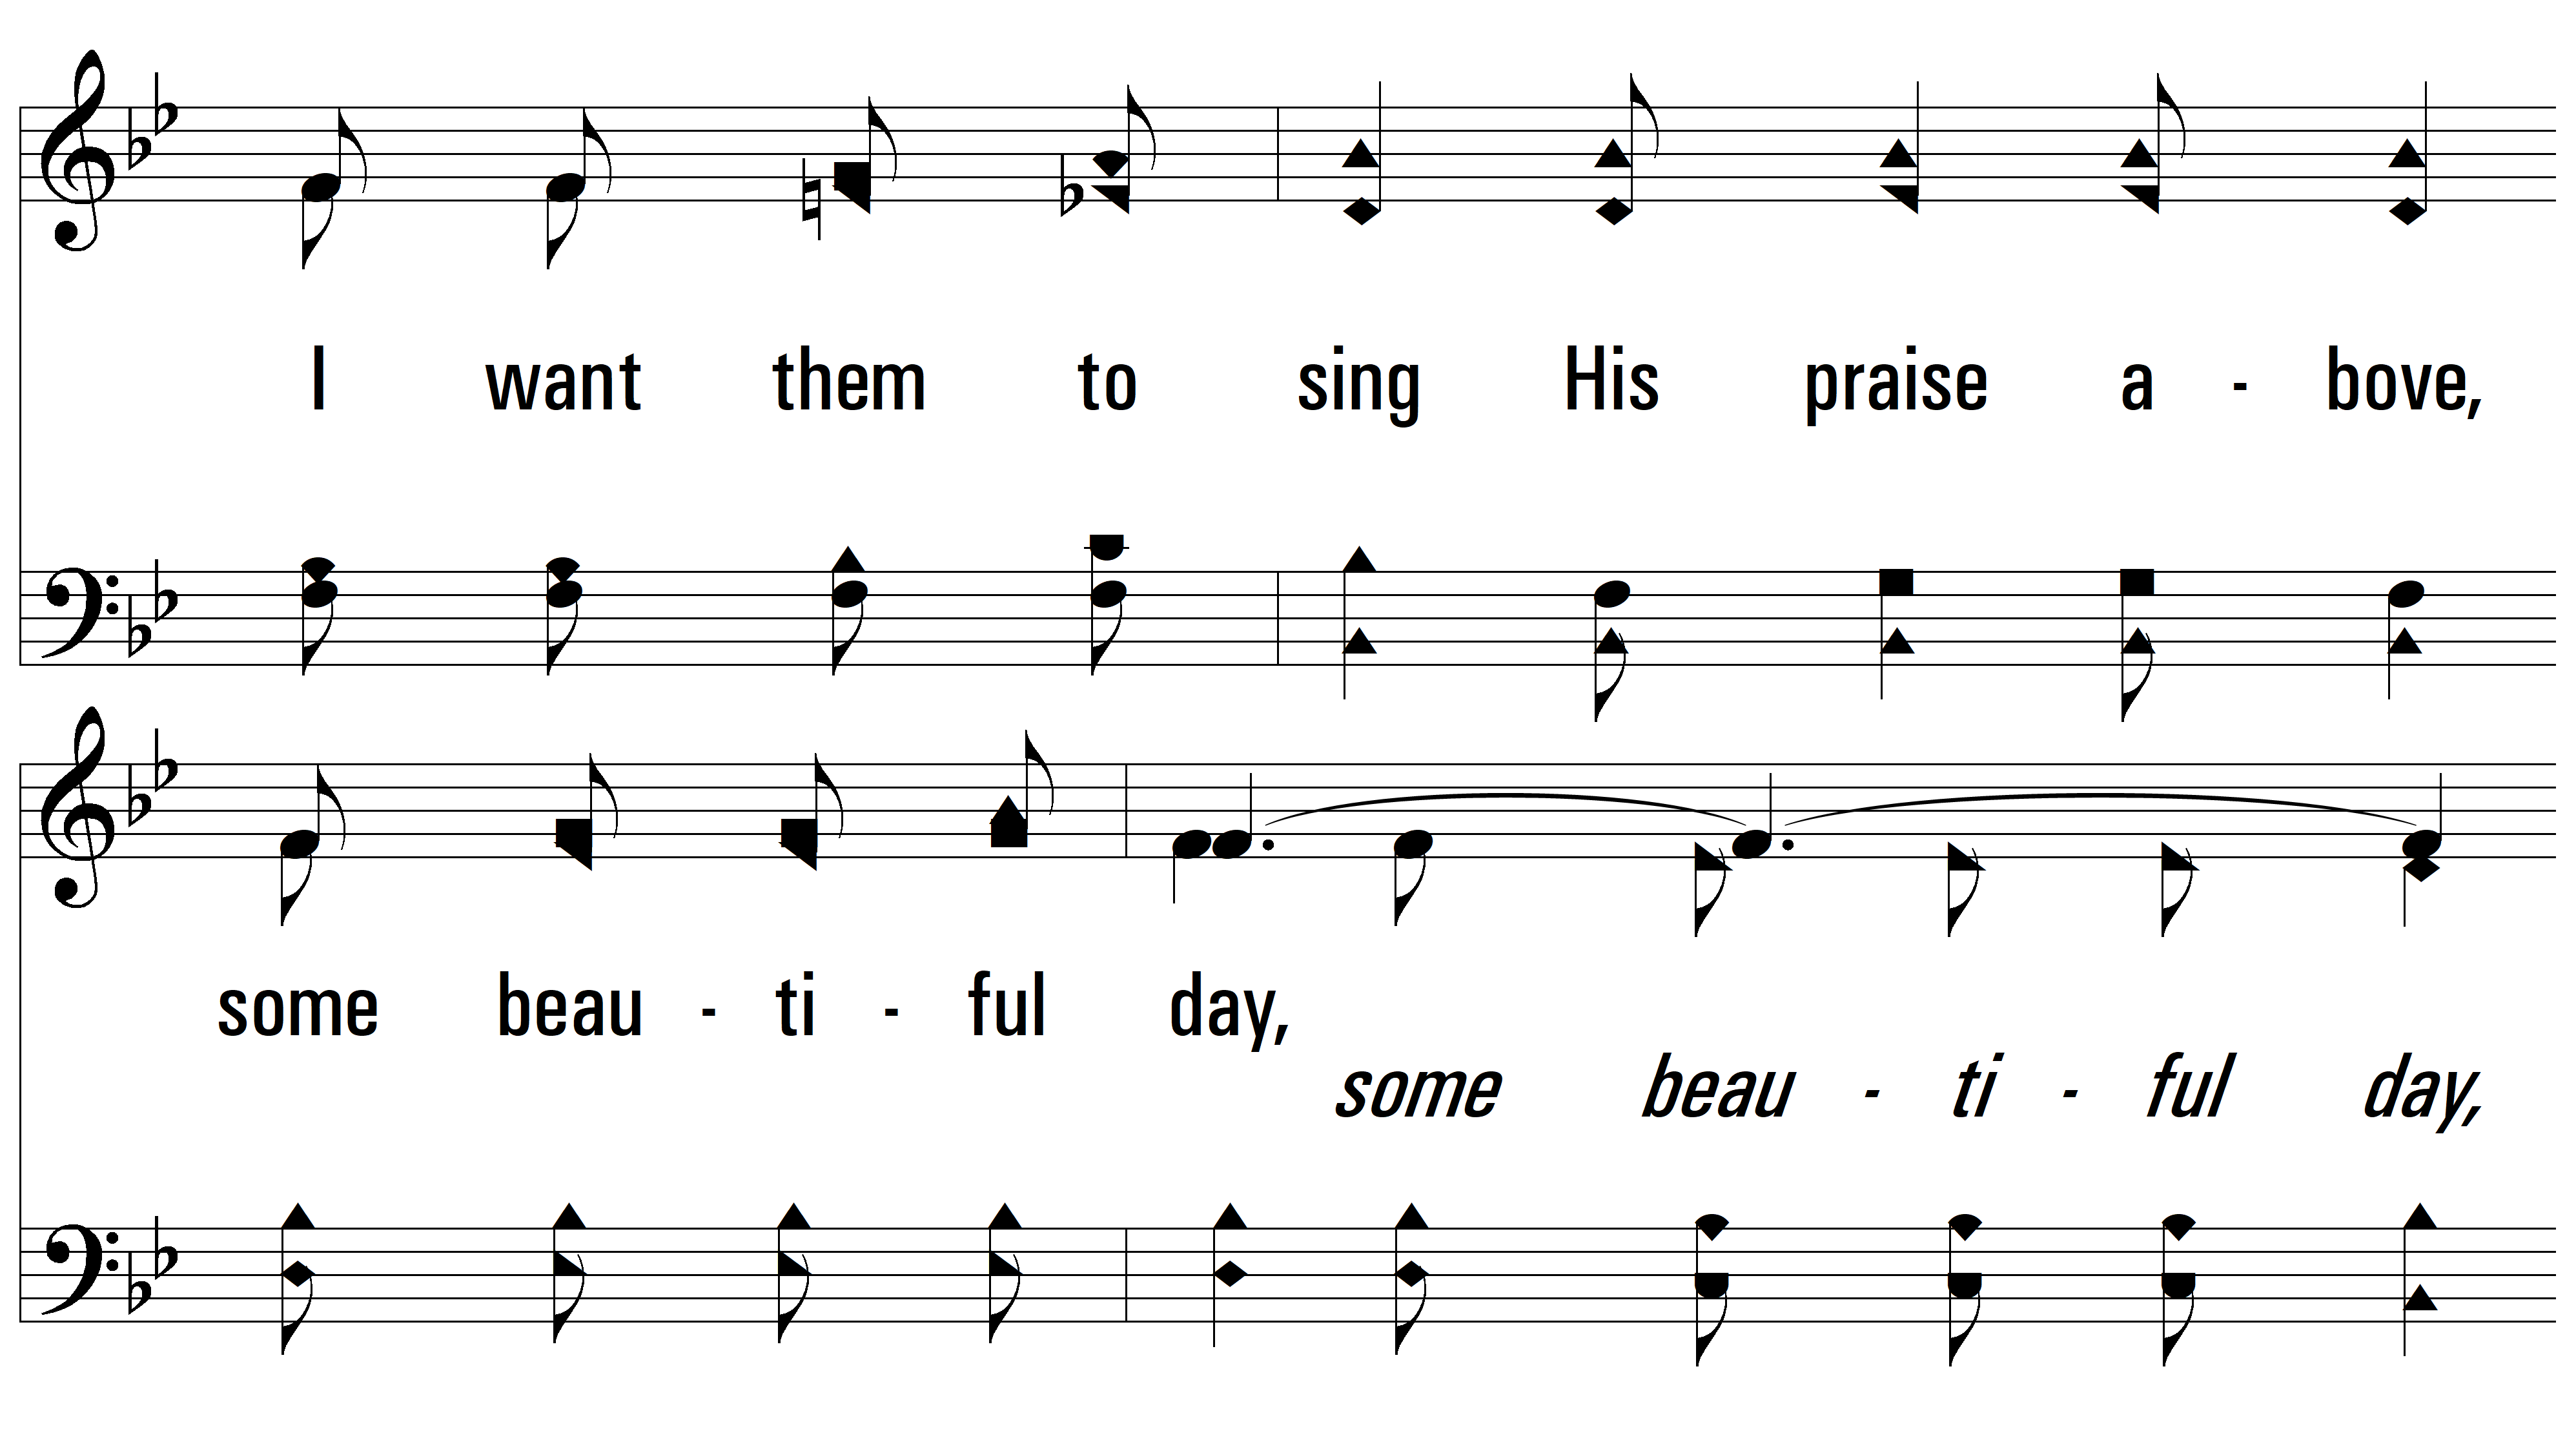 I want them to sing His praise a - bove,
some beau - ti - ful day,
some beau - ti - ful day,